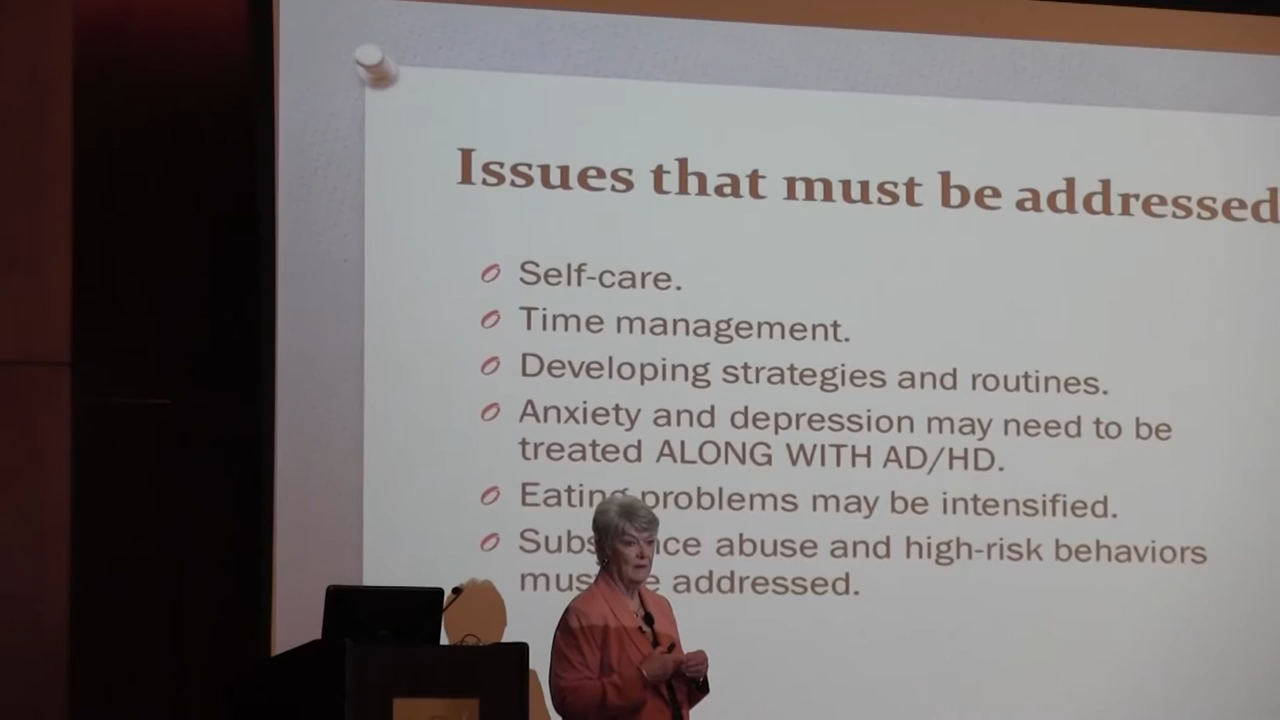 Issues that must be addressed
Self-care.
Time management.
Developing strategies and routines.
Anxiety and depression may need to be
treated ALONG WITH AD/HD.
Eating problems may be intensified.
abuse and high-risk behaviors
addressed.